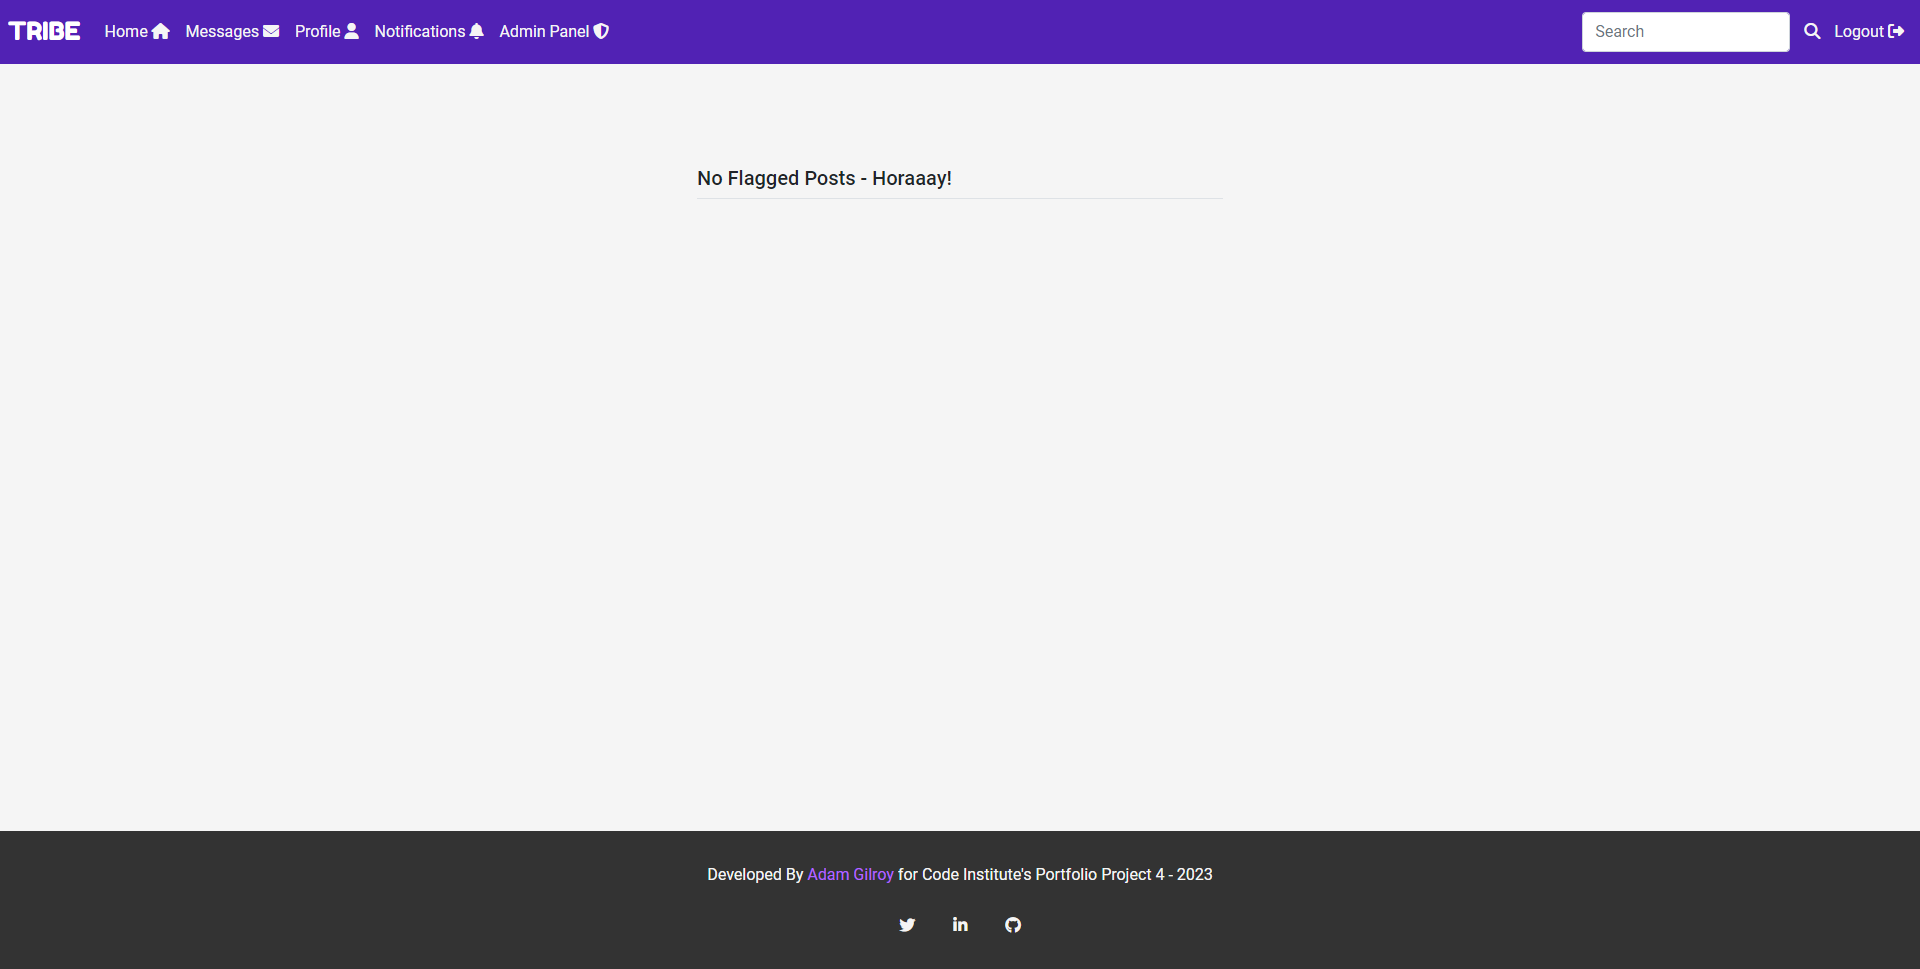 TRIBE Home Messages Profile Notifications Admin Panel Search Logout
No Flagged Posts - Horaaay!
Developed By Adam Gilroy for Code Institute's Portfolio Project 4 - 2023